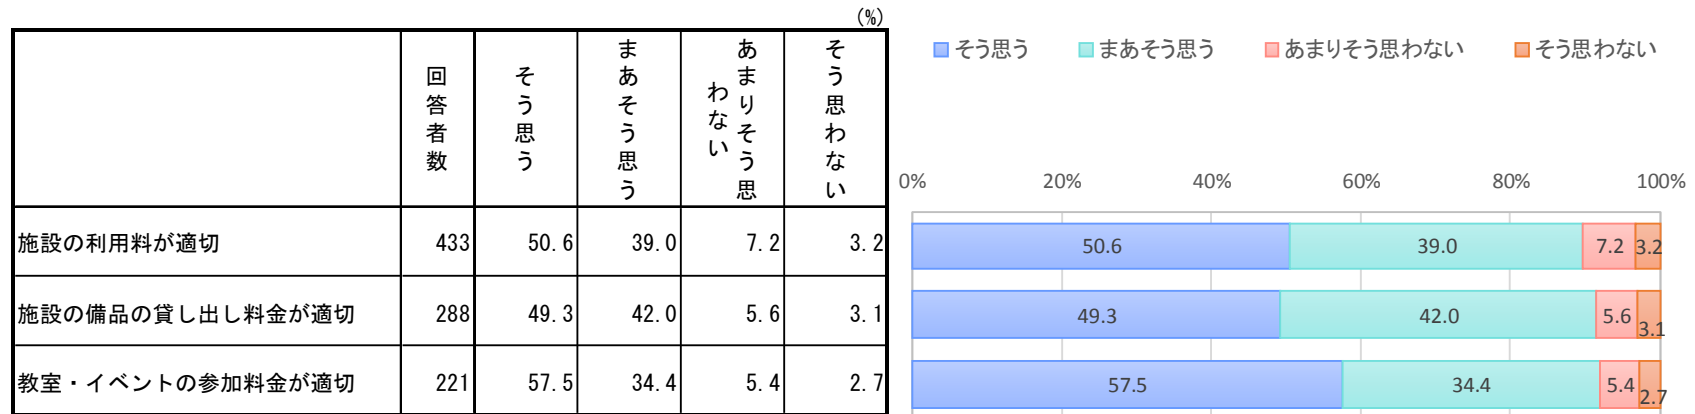 (%)
回答者数
そう思う
まあそう思う
あまりそう思
わない
そう思わない
施設の利用料が適切 433 50.6 39.0 7.2 3.2
施設の備品の貸し出し料金が適切 288 49.3 42.0 5.6 3.1
教室・イベントの参加料金が適切 221 57.5 34.4 5.4 2.7
そう思う まあそう思う あまりそう思わない そう思わない
0% 20% 40% 60% 80% 100%
50.6 39.0 7.2 3.2
49.3 42.0 5.6 3.1
57.5 34.4 5.4 2.7